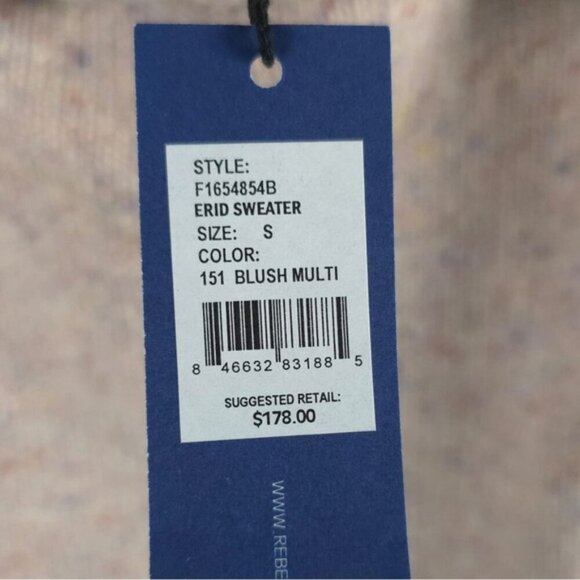 STYLE:
F1654854B
ERID SWEATER
SIZE: S
COLOR:
151 BLUSH MULTI
8 46632 83188 5
SUGGESTED RETAIL:
$178.00
WWW.REBE